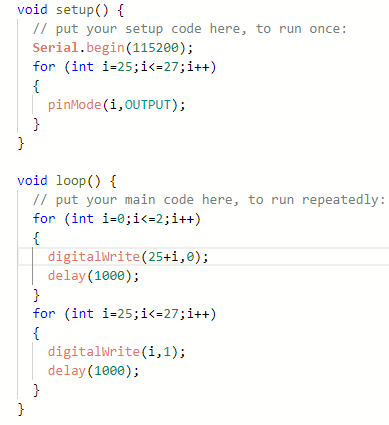 void setup() {
  // put your setup code here, to run once:
  Serial.begin(115200);
  for (int i=25;i<=27;i++)
  {
    pinMode(i,OUTPUT);
  }
}

void loop() {
  // put your main code here, to run repeatedly:
  for (int i=0;i<=2;i++)
  {
    digitalWrite(25+i,0);
    delay(1000);
  }
  for (int i=25;i<=27;i++)
  {
    digitalWrite(i,1);
    delay(1000);
  }
}